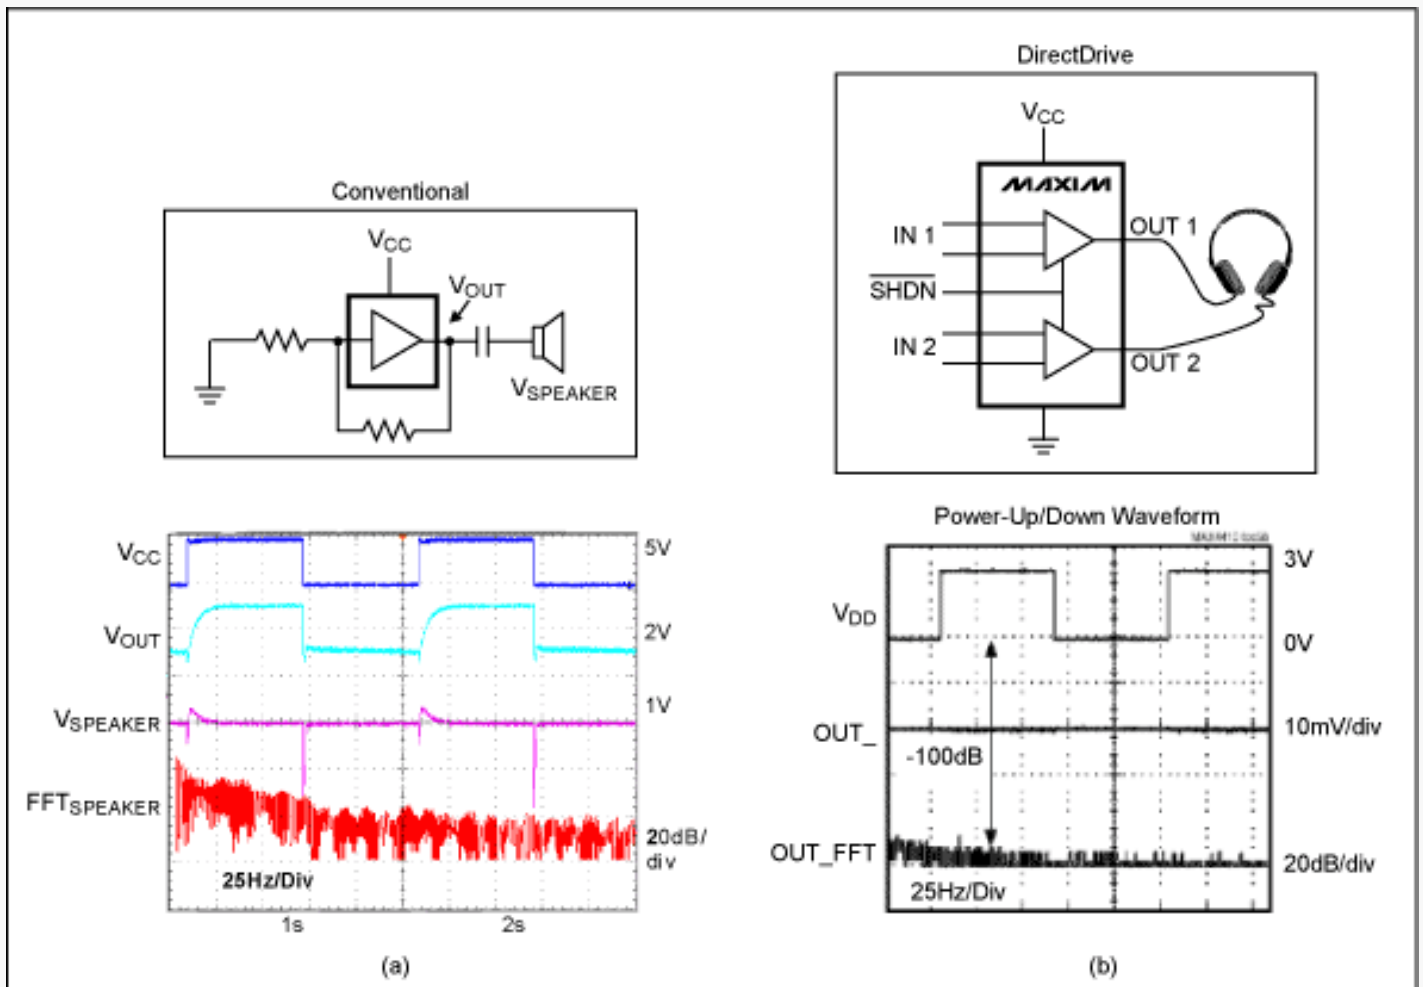 DirectDrive
VCC
MAXIM
IN 1
OUT 1
SHDN
IN 2
OUT 2
Conventional
VCC
VOUT
VSPEAKER
VCC
5V
VOUT
2V
VSPEAKER
1V
FFTSPEAKER
20dB/
div
25Hz/Div
1s
2s
(a)
Power-Up/Down Waveform
3V
VDD
0V
OUT_
10mV/div
-100dB
OUT_FFT
20dB/div
25Hz/Div
(b)